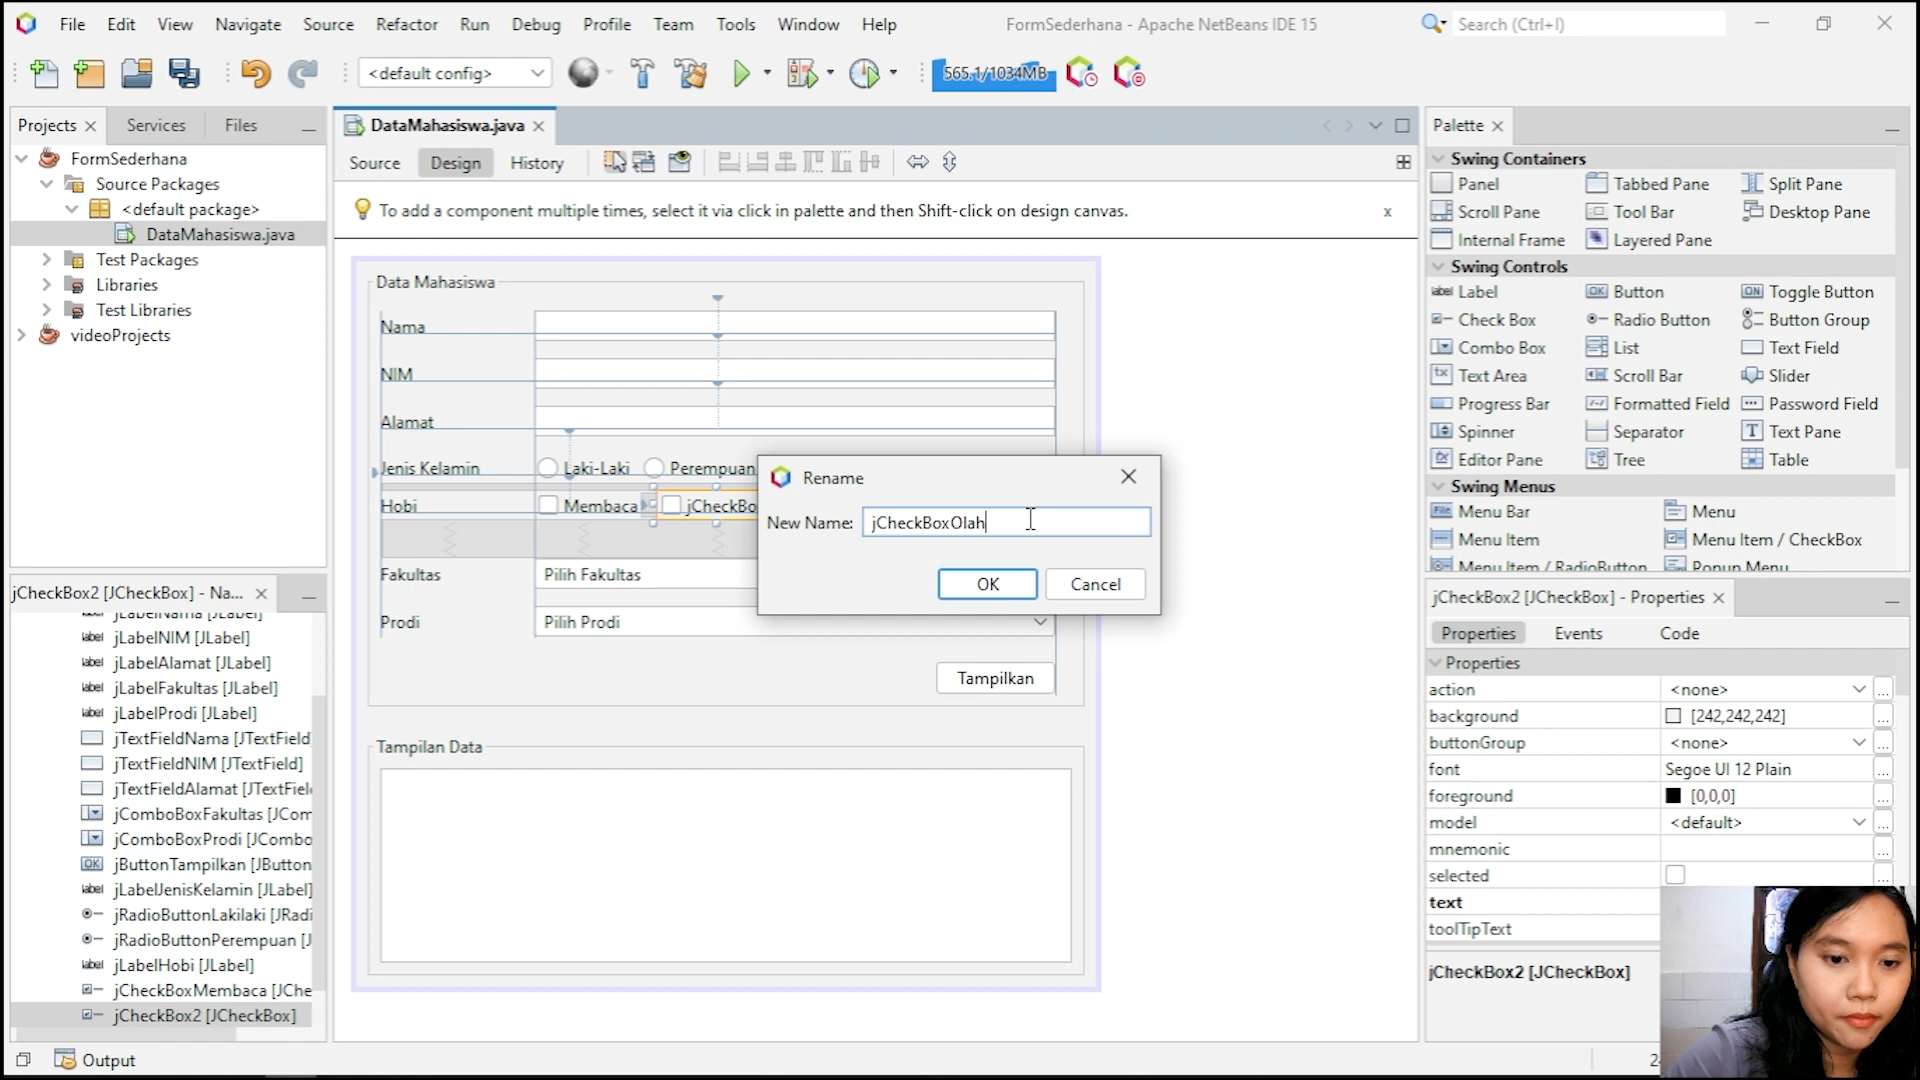 File Edit View Navigate Source Refactor Run Debug Profile Team Tools Window Help
FormSederhana - Apache NetBeans IDE 15
Search (Ctrl+I)
<default config>
565.1/1034MB
Projects Services Files
FormSederhana
Source Packages
<default package>
DataMahasiswa.java
Test Packages
Libraries
Test Libraries
videoProjects
jCheckBox2 [JCheckBox] - Na...
jLabelNama [JLabel]
jLabelNIM [JLabel]
jLabelAlamat [JLabel]
jLabelFakultas [JLabel]
jLabelProdi [JLabel]
jTextFieldNama [JTextField
jTextFieldNIM [JTextField]
jTextFieldAlamat [JTextFiel
jComboBoxFakultas [JCom
jComboBoxProdi [JCombo
jButtonTampilkan [JButton
jLabelJenisKelamin [JLabel]
jRadioButtonLakilaki [JRadi
jRadioButtonPerempuan [J
jLabelHobi [JLabel]
jCheckBoxMembaca [JChe
jCheckBox2 [JCheckBox]
Output
DataMahasiswa.java
Source Design History
To add a component multiple times, select it via click in palette and then Shift-click on design canvas.
x
Data Mahasiswa
Nama
NIM
Alamat
Jenis Kelamin Laki-Laki Perempuan
Hobi Membaca jCheckBo
Fakultas Pilih Fakultas
Prodi Pilih Prodi
Tampilkan
Tampilan Data
Rename
New Name: jCheckBoxOlah
OK Cancel
Palette
Swing Containers
Panel Tabbed Pane Split Pane
Scroll Pane Tool Bar Desktop Pane
Internal Frame Layered Pane
Swing Controls
Label Button Toggle Button
Check Box Radio Button Button Group
Combo Box List Text Field
Text Area Scroll Bar Slider
Progress Bar Formatted Field Password Field
Spinner Separator Text Pane
Editor Pane Tree Table
Swing Menus
Menu Bar Menu
Menu Item Menu Item / CheckBox
Menu Item / RadioButton Popup Menu
jCheckBox2 [JCheckBox] - Properties
Properties Events Code
Properties
action <none> ...
background [242,242,242] ...
buttonGroup <none> ...
font Segoe UI 12 Plain ...
foreground [0,0,0] ...
model <default> ...
mnemonic ...
selected ...
text
toolTipText
jCheckBox2 [JCheckBox]